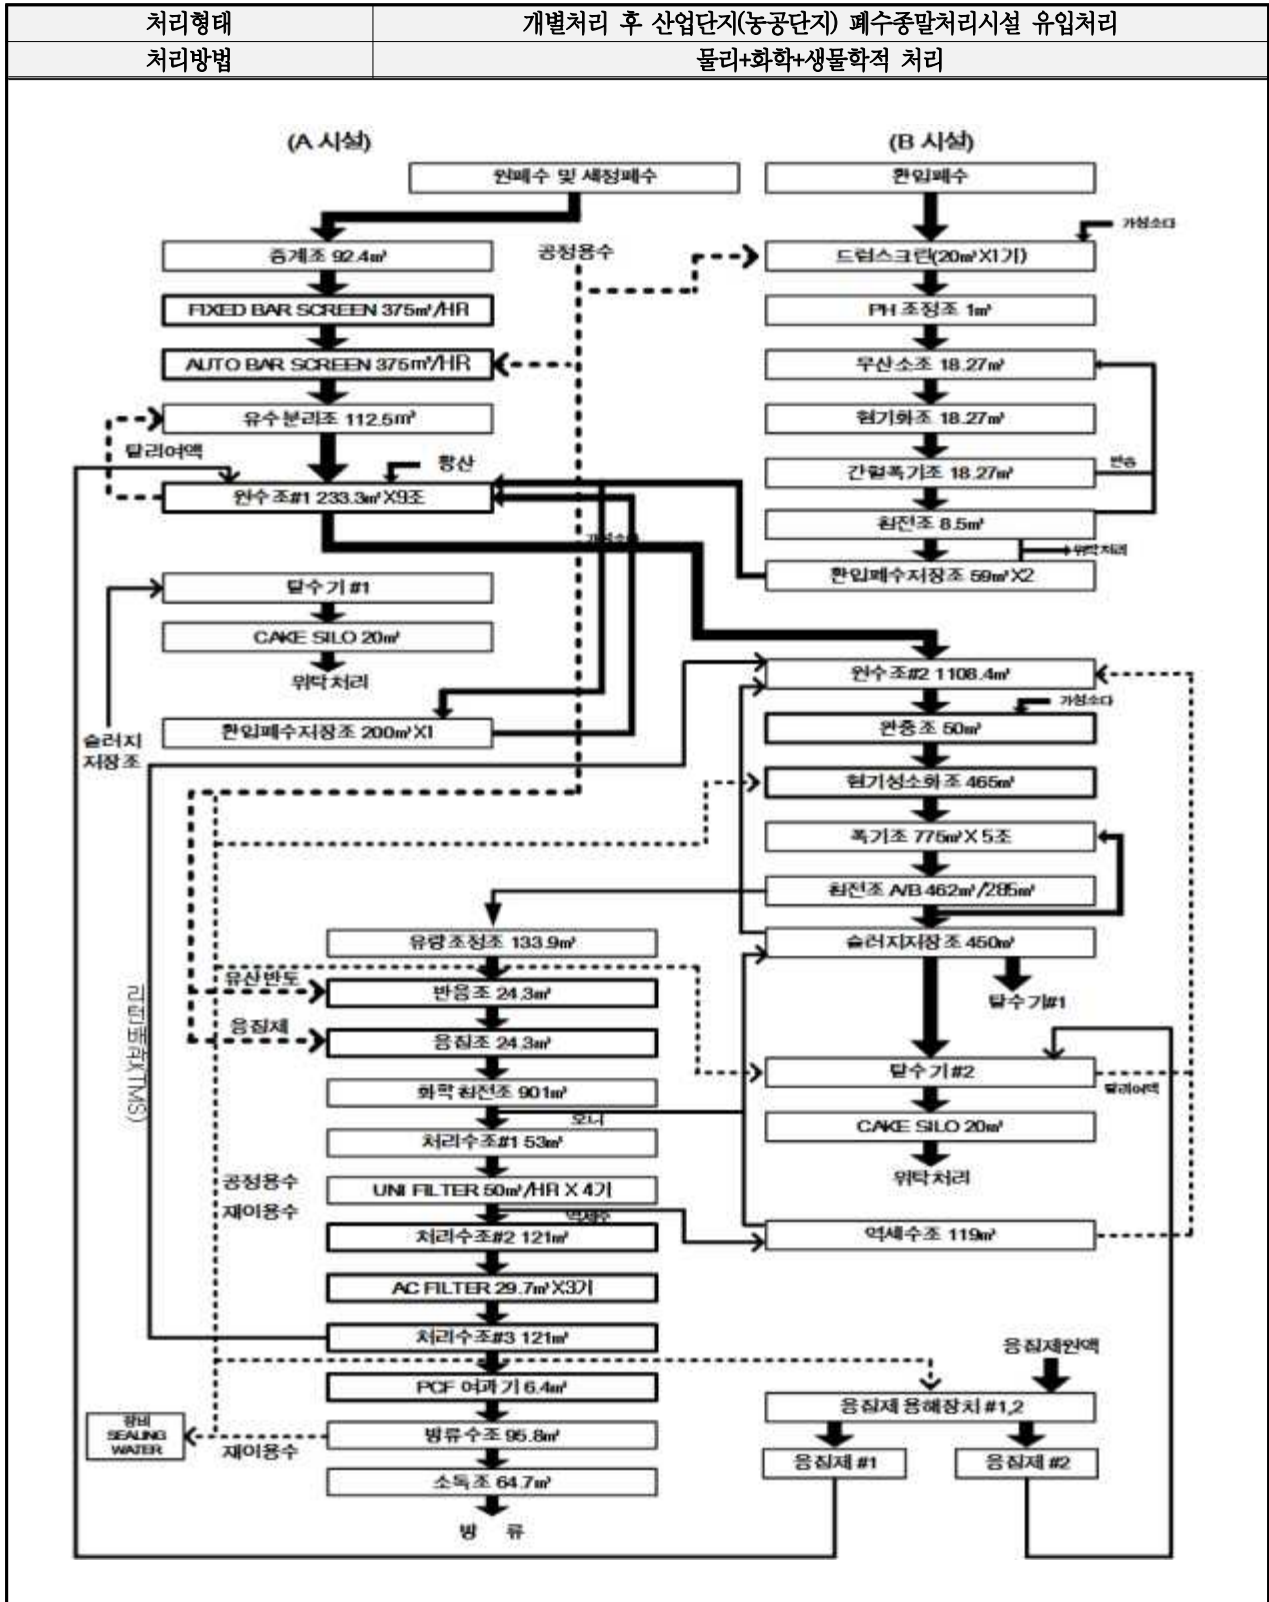 처리형태 개별처리 후 산업단지(농공단지) 폐수종말처리시설 유입처리
처리방법 물리+화학+생물학적 처리
(A 시설)
원폐수 및 세정폐수
중계조 92.4㎥
FIXED BAR SCREEN 375㎥/HR
AUTO BAR SCREEN 375㎥/HR
유수분리조 112.5㎥
탈리여액
황산
원수조#1 233.3㎥X9조
공정용수
가성소다
탈수기 #1
CAKE SILO 20㎥
위탁처리
환입폐수저장조 200㎥X1
슬러지
저장조
(B 시설)
환입폐수
가성소다
드럼스크린(20㎥X1기)
PH 조정조 1㎥
무산소조 18.27㎥
혐기화조 18.27㎥
간헐폭기조 18.27㎥
반송
침전조 8.5㎥
위탁처리
환입폐수저장조 59㎥X2
원수조#2 1108.4㎥
가성소다
완충조 50㎥
혐기성소화조 465㎥
폭기조 775㎥X 5조
침전조 A/B 462㎥/285㎥
슬러지저장조 450㎥
탈수기#1
탈수기 #2
탈리여액
CAKE SILO 20㎥
위탁처리
역세수조 119㎥
유량조정조 133.9㎥
유산반도
반응조 24.3㎥
응집제
응집조 24.3㎥
화학침전조 901㎥
오니
처리수조#1 53㎥
공정용수
UNI FILTER 50㎥/HR X 4기
재이용수
역세수
처리수조#2 121㎥
AC FILTER 29.7㎥X3기
처리수조#3 121㎥
PCF 여과기 6.4㎥
방류수조 95.8㎥
재이용수
장비
SEALING
WATER
소독조 64.7㎥
방 류
리턴배관(TMS)
응집제원액
응집제 용해장치 #1,2
응집제 #1
응집제 #2